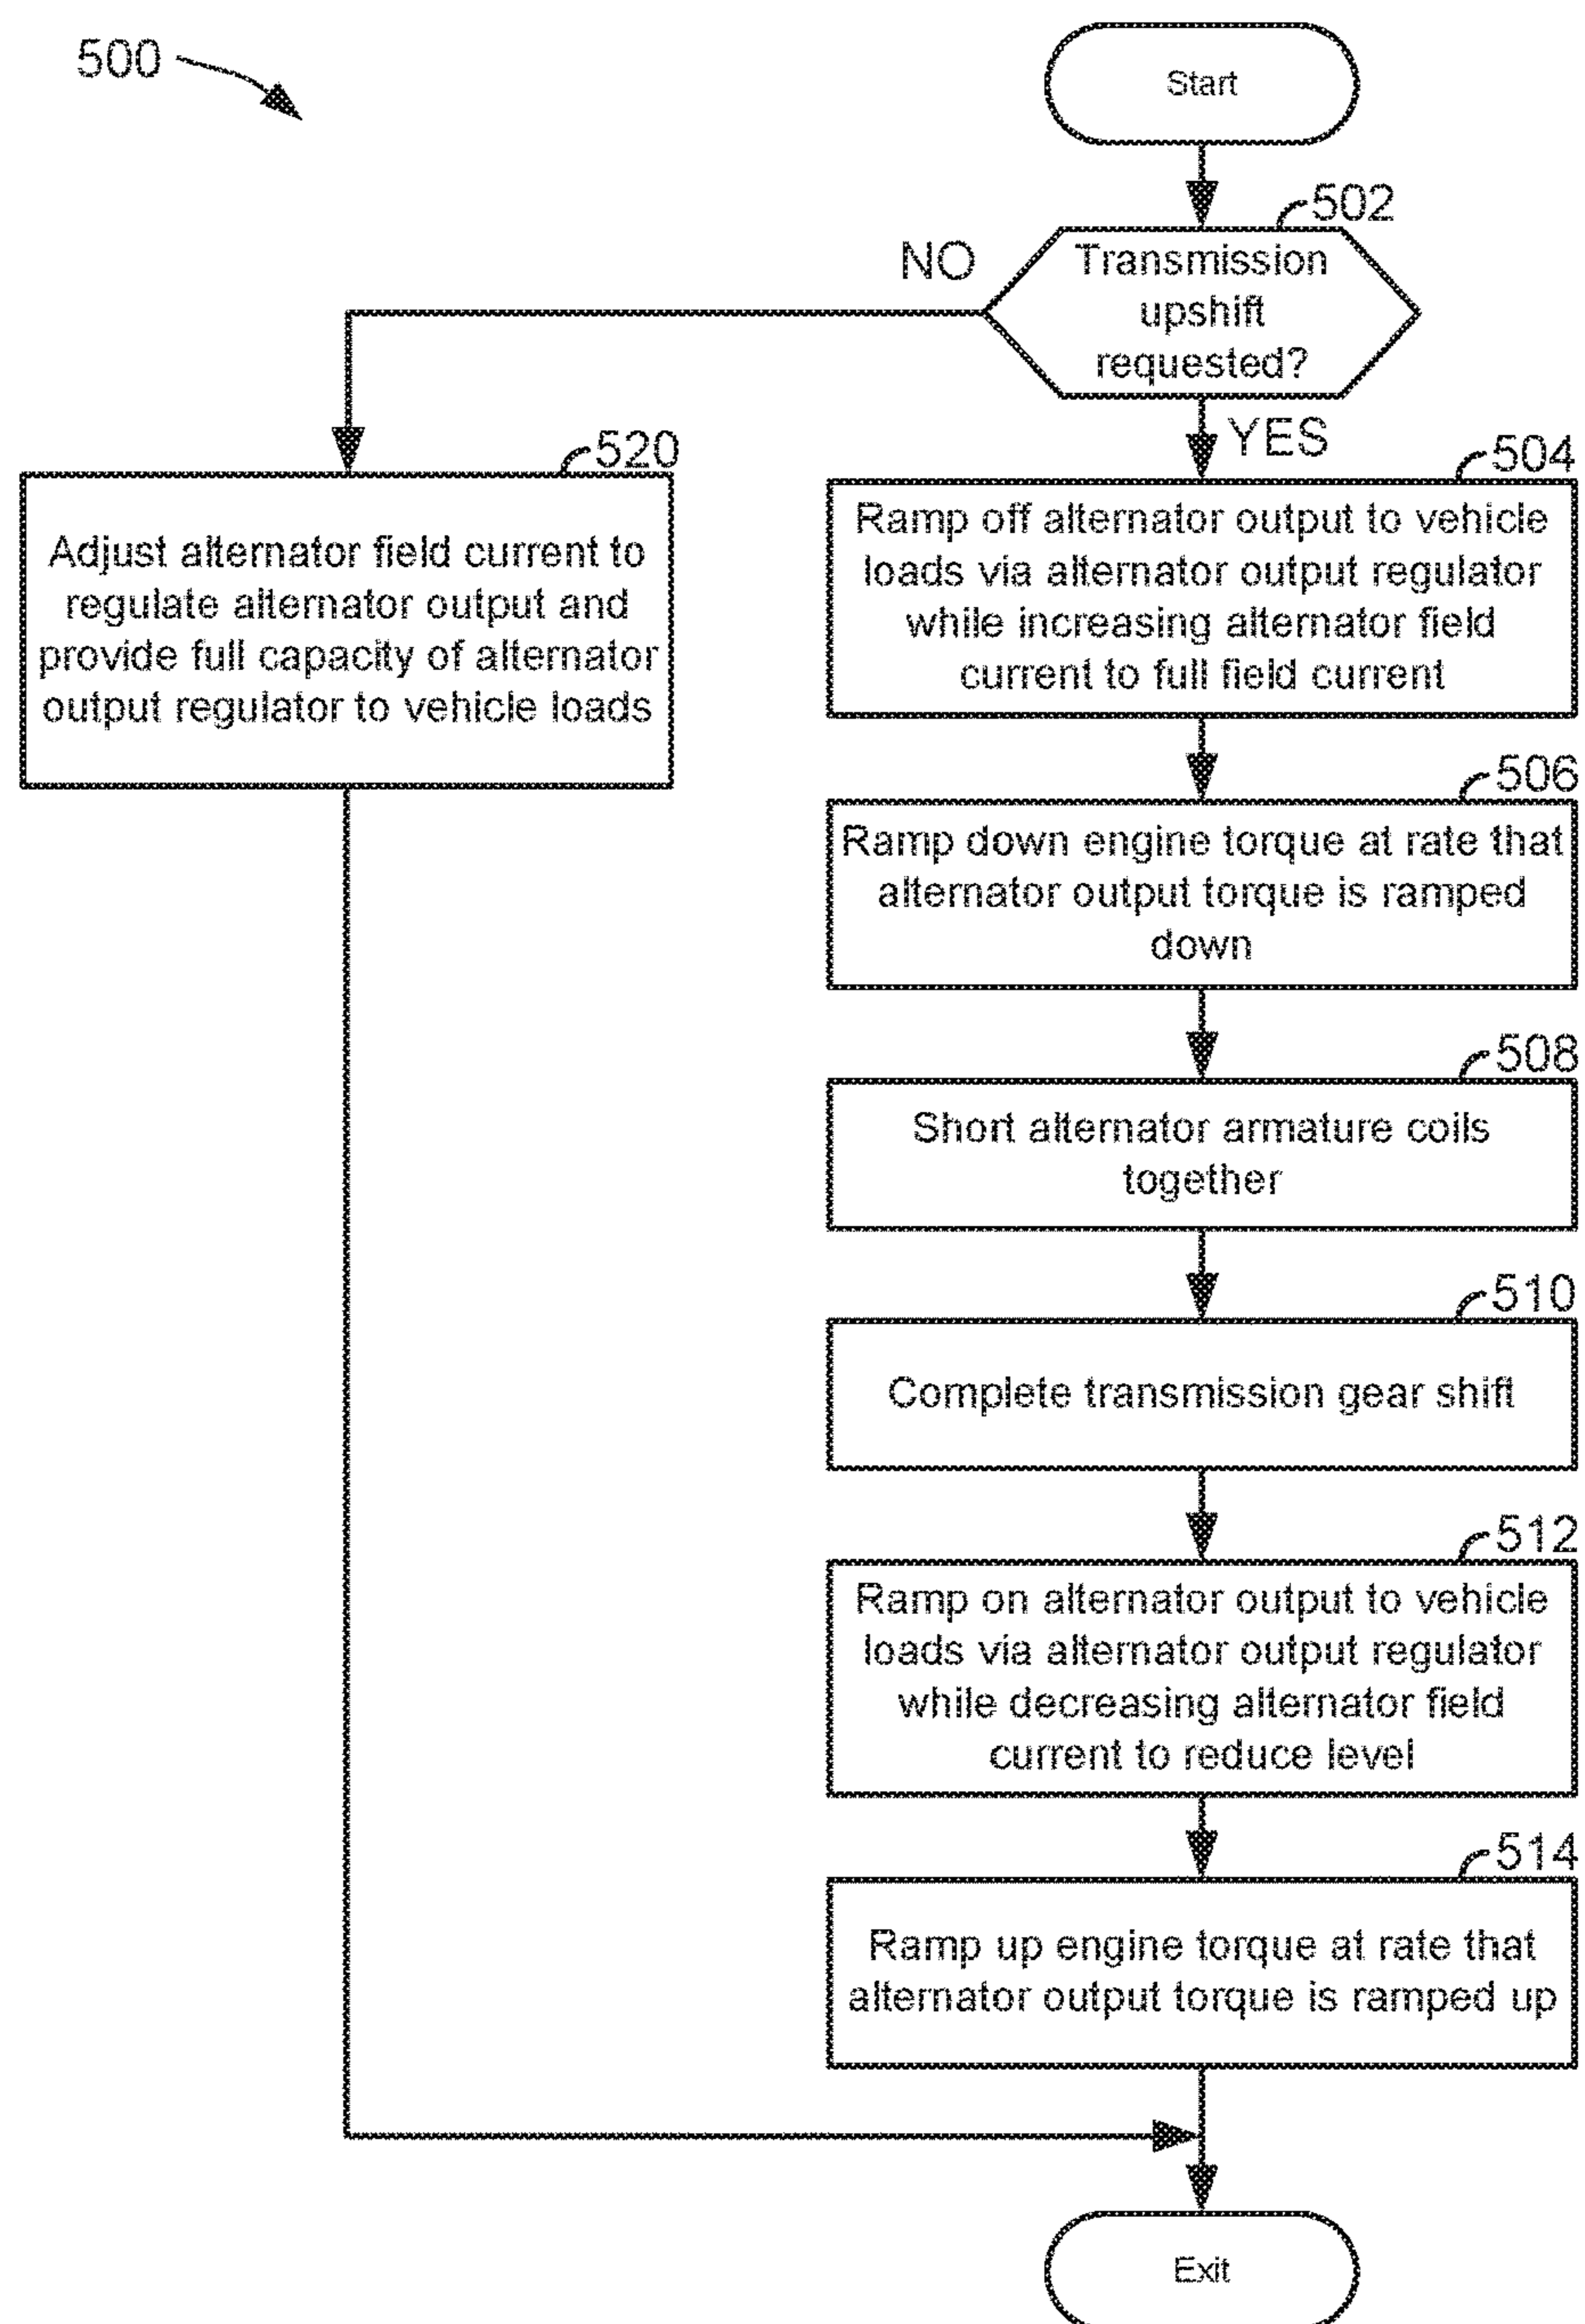 500
Start
502
Transmission
upshift
requested?
NO
YES
520
Adjust alternator field current to
regulate alternator output and
provide full capacity of alternator
output regulator to vehicle loads
504
Ramp off alternator output to vehicle
loads via alternator output regulator
while increasing alternator field
current to full field current
506
Ramp down engine torque at rate that
alternator output torque is ramped
down
508
Short alternator armature coils
together
510
Complete transmission gear shift
512
Ramp on alternator output to vehicle
loads via alternator output regulator
while decreasing alternator field
current to reduce level
514
Ramp up engine torque at rate that
alternator output torque is ramped up
Exit